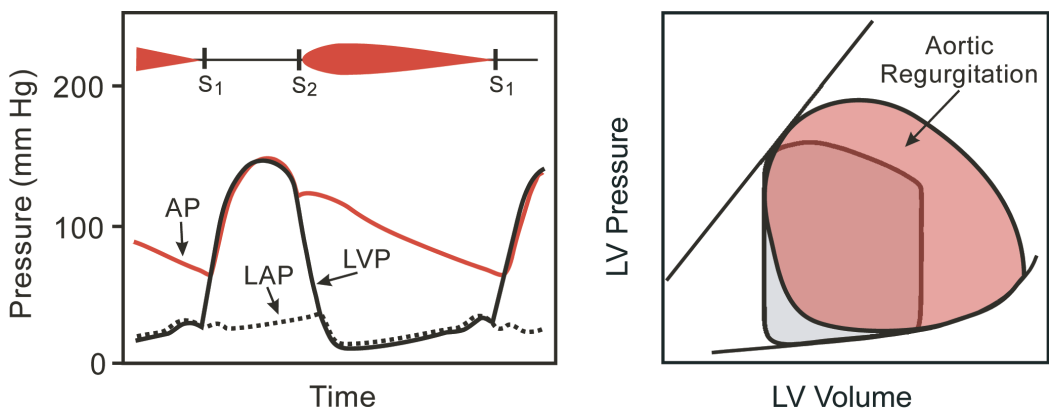 Pressure (mm Hg)
200
100
0
S1
S2
S1
AP
LAP
LVP
Time
Aortic
Regurgitation
LV Pressure
LV Volume